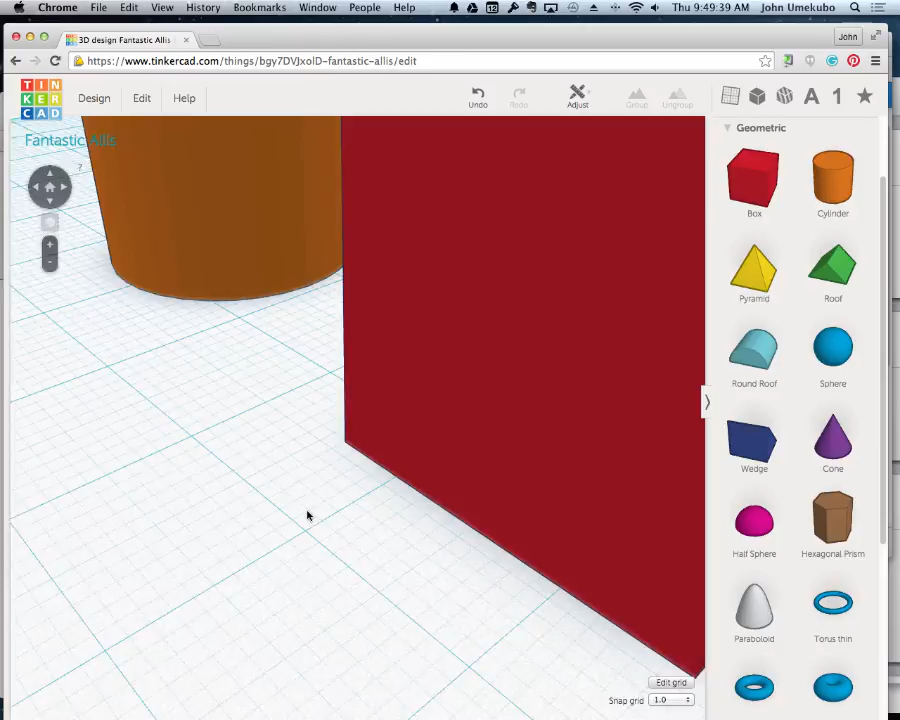 Chrome File Edit View History Bookmarks Window People Help Thu 9:49:39 AM John Umekubo
3D design Fantastic Allis
John
https://www.tinkercad.com/things/bgy7DVJxolD-fantastic-allis/edit
TIN
KER
CAD
Design Edit Help
Undo Redo Adjust Group Ungroup
Fantastic Allis
?
+
-
Geometric
Box Cylinder
Pyramid Roof
Round Roof Sphere
Wedge Cone
Half Sphere Hexagonal Prism
Paraboloid Torus thin
Edit grid
Snap grid 1.0